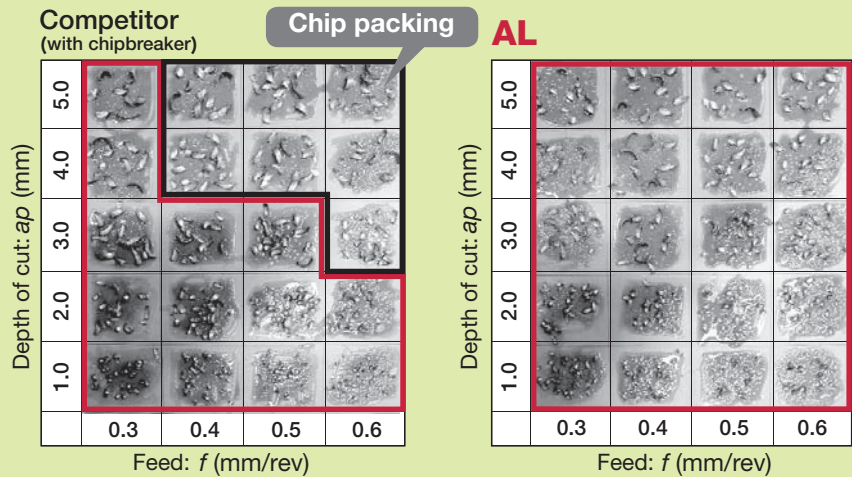 Competitor
(with chipbreaker)
Chip packing
Depth of cut: ap (mm)
5.0
4.0
3.0
2.0
1.0
0.3 0.4 0.5 0.6
Feed: f (mm/rev)
AL
Depth of cut: ap (mm)
5.0
4.0
3.0
2.0
1.0
0.3 0.4 0.5 0.6
Feed: f (mm/rev)